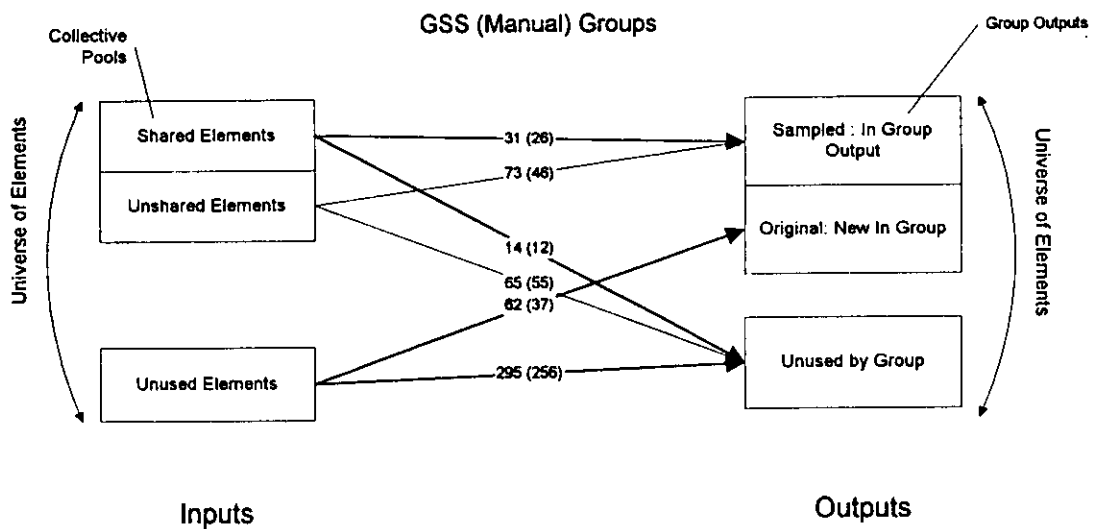 GSS (Manual) Groups
Collective
Pools
Group Outputs
Universe of Elements
Shared Elements
Unshared Elements
Unused Elements
31 (26)
73 (46)
14 (12)
65 (55)
62 (37)
295 (256)
Sampled : In Group
Output
Original: New In Group
Unused by Group
Universe of Elements
Inputs
Outputs